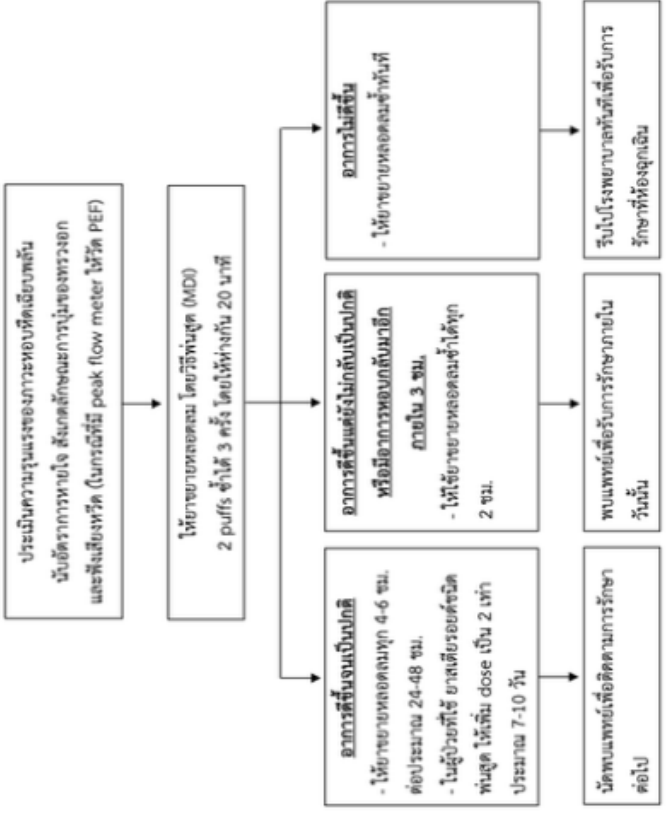 ประเมินความรุนแรงของภาวะหอบหืดเฉียบพลัน
นับอัตราการหายใจ สังเกตลักษณะการบุ๋มของทรวงอก
และฟังเสียงหวีด (ในกรณีที่มี peak flow meter ให้วัด PEF)
ให้ยาขยายหลอดลม โดยวิธีพ่นสูด (MDI)
2 puffs ซ้ำได้ 3 ครั้ง โดยให้ห่างกัน 20 นาที
อาการดีขึ้นจนเป็นปกติ
- ให้ยาขยายหลอดลมทุก 4-6 ชม.
ต่อประมาณ 24-48 ชม.
- ในผู้ป่วยที่ใช้ ยาสเตียรอยด์ชนิด
พ่นสูด ให้เพิ่ม dose เป็น 2 เท่า
ประมาณ 7-10 วัน
นัดพบแพทย์เพื่อติดตามการรักษา
ต่อไป
อาการดีขึ้นแต่ยังไม่กลับเป็นปกติ
หรือมีอาการหอบกลับมาอีก
ภายใน 3 ชม.
- ให้ใช้ยาขยายหลอดลมซ้ำได้ทุก
2 ชม.
พบแพทย์เพื่อรับการรักษาภายใน
วันนั้น
อาการไม่ดีขึ้น
- ให้ยาขยายหลอดลมซ้ำทันที
รีบไปโรงพยาบาลทันทีเพื่อรับการ
รักษาที่ห้องฉุกเฉิน